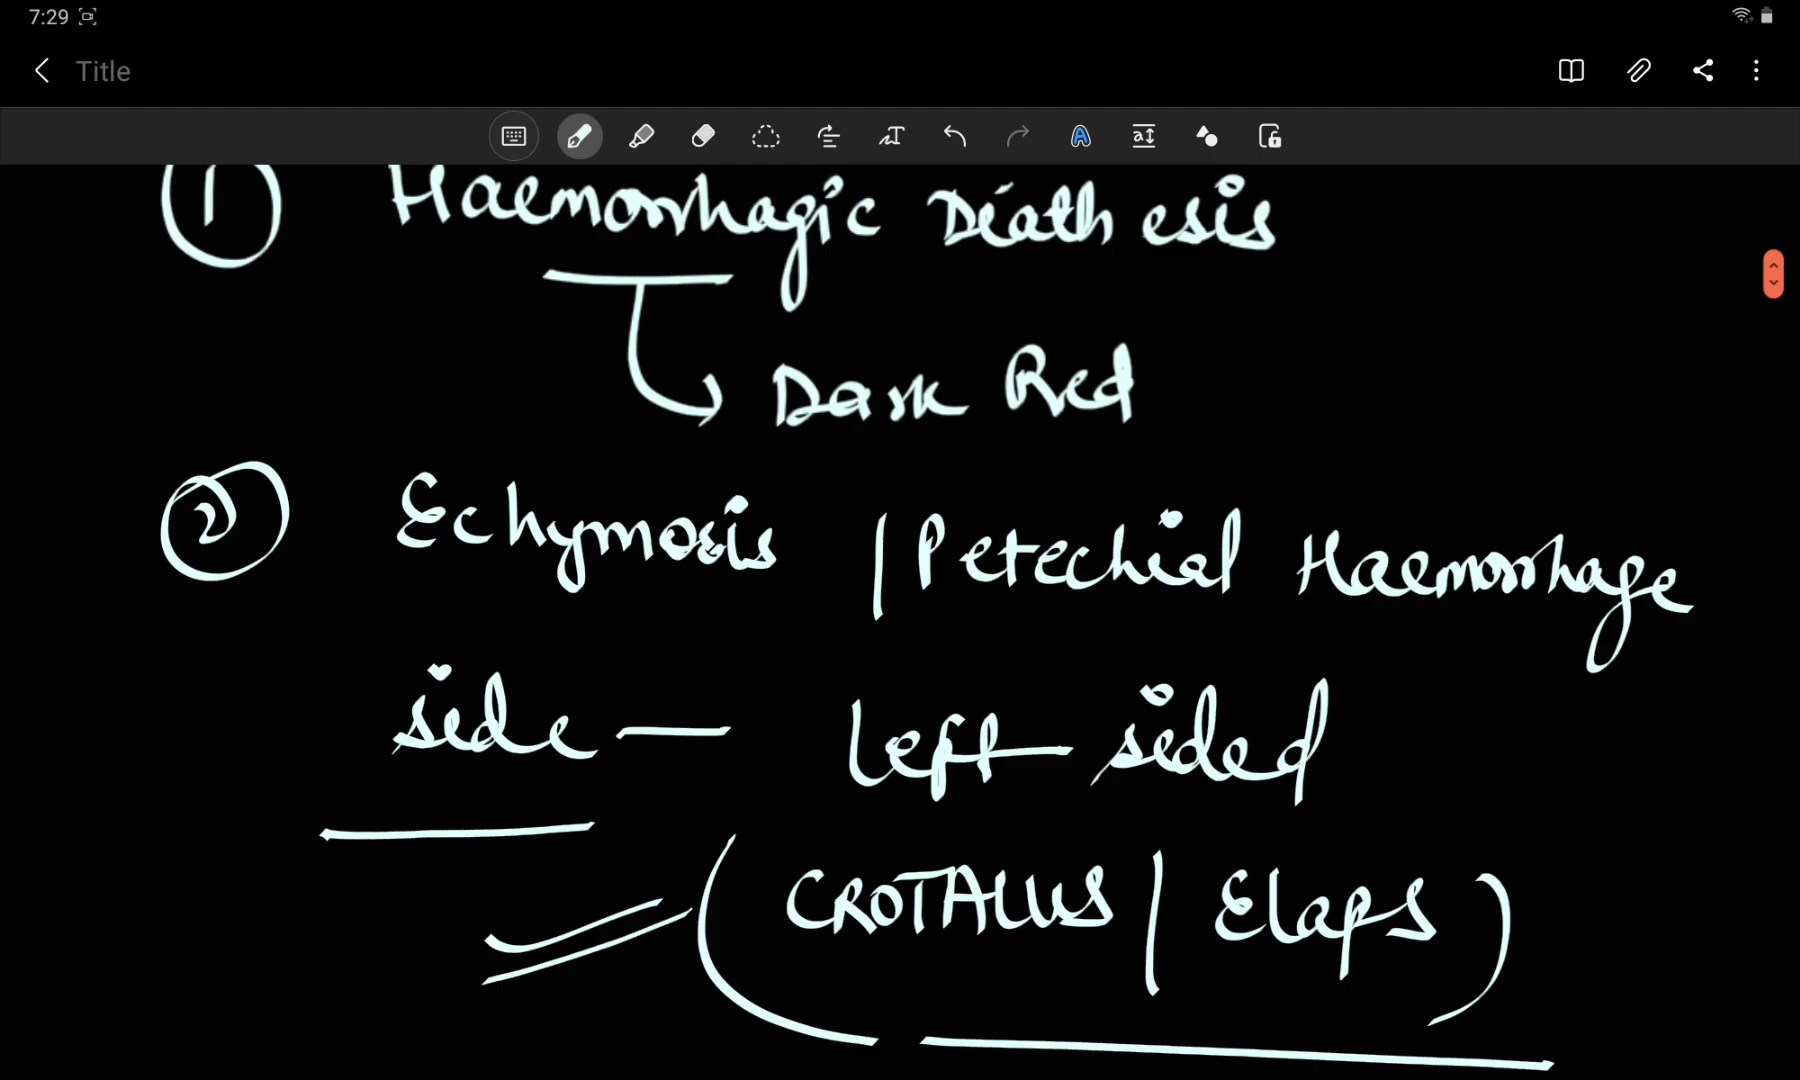 7:29
Title
① Haemorrhagic Diathesis
Dark Red
② Echymosis / Petechial Haemorrhage
side — left sided
(CROTALUS / Elaps)